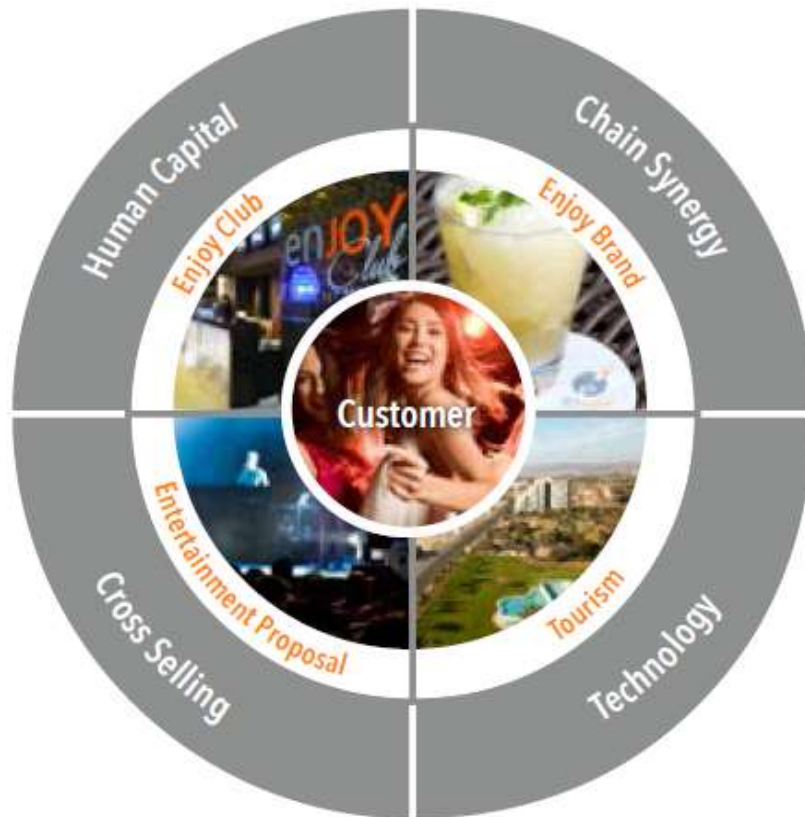 Human Capital
Chain Synergy
Enjoy Club
Enjoy Brand
enJOY
Club
Customer
Entertainment Proposal
Tourism
Cross Selling
Technology